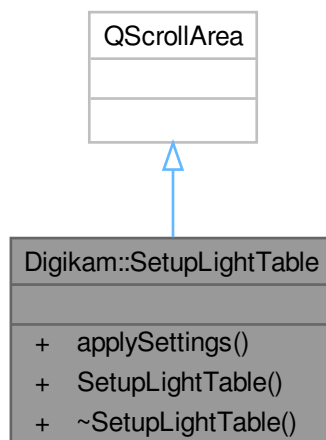 QScrollArea
Digikam::SetupLightTable
+ applySettings()
+ SetupLightTable()
+ ~SetupLightTable()